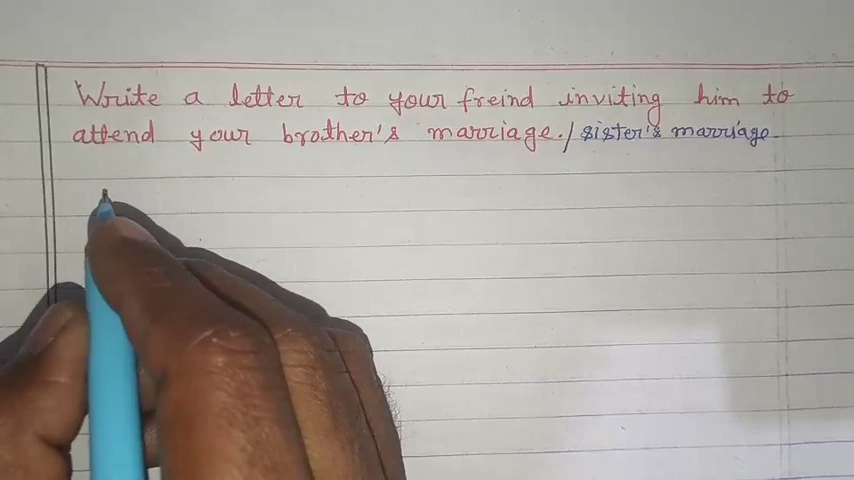 Write a letter to your freind inviting him to
attend your brother's marriage./sister's marriage